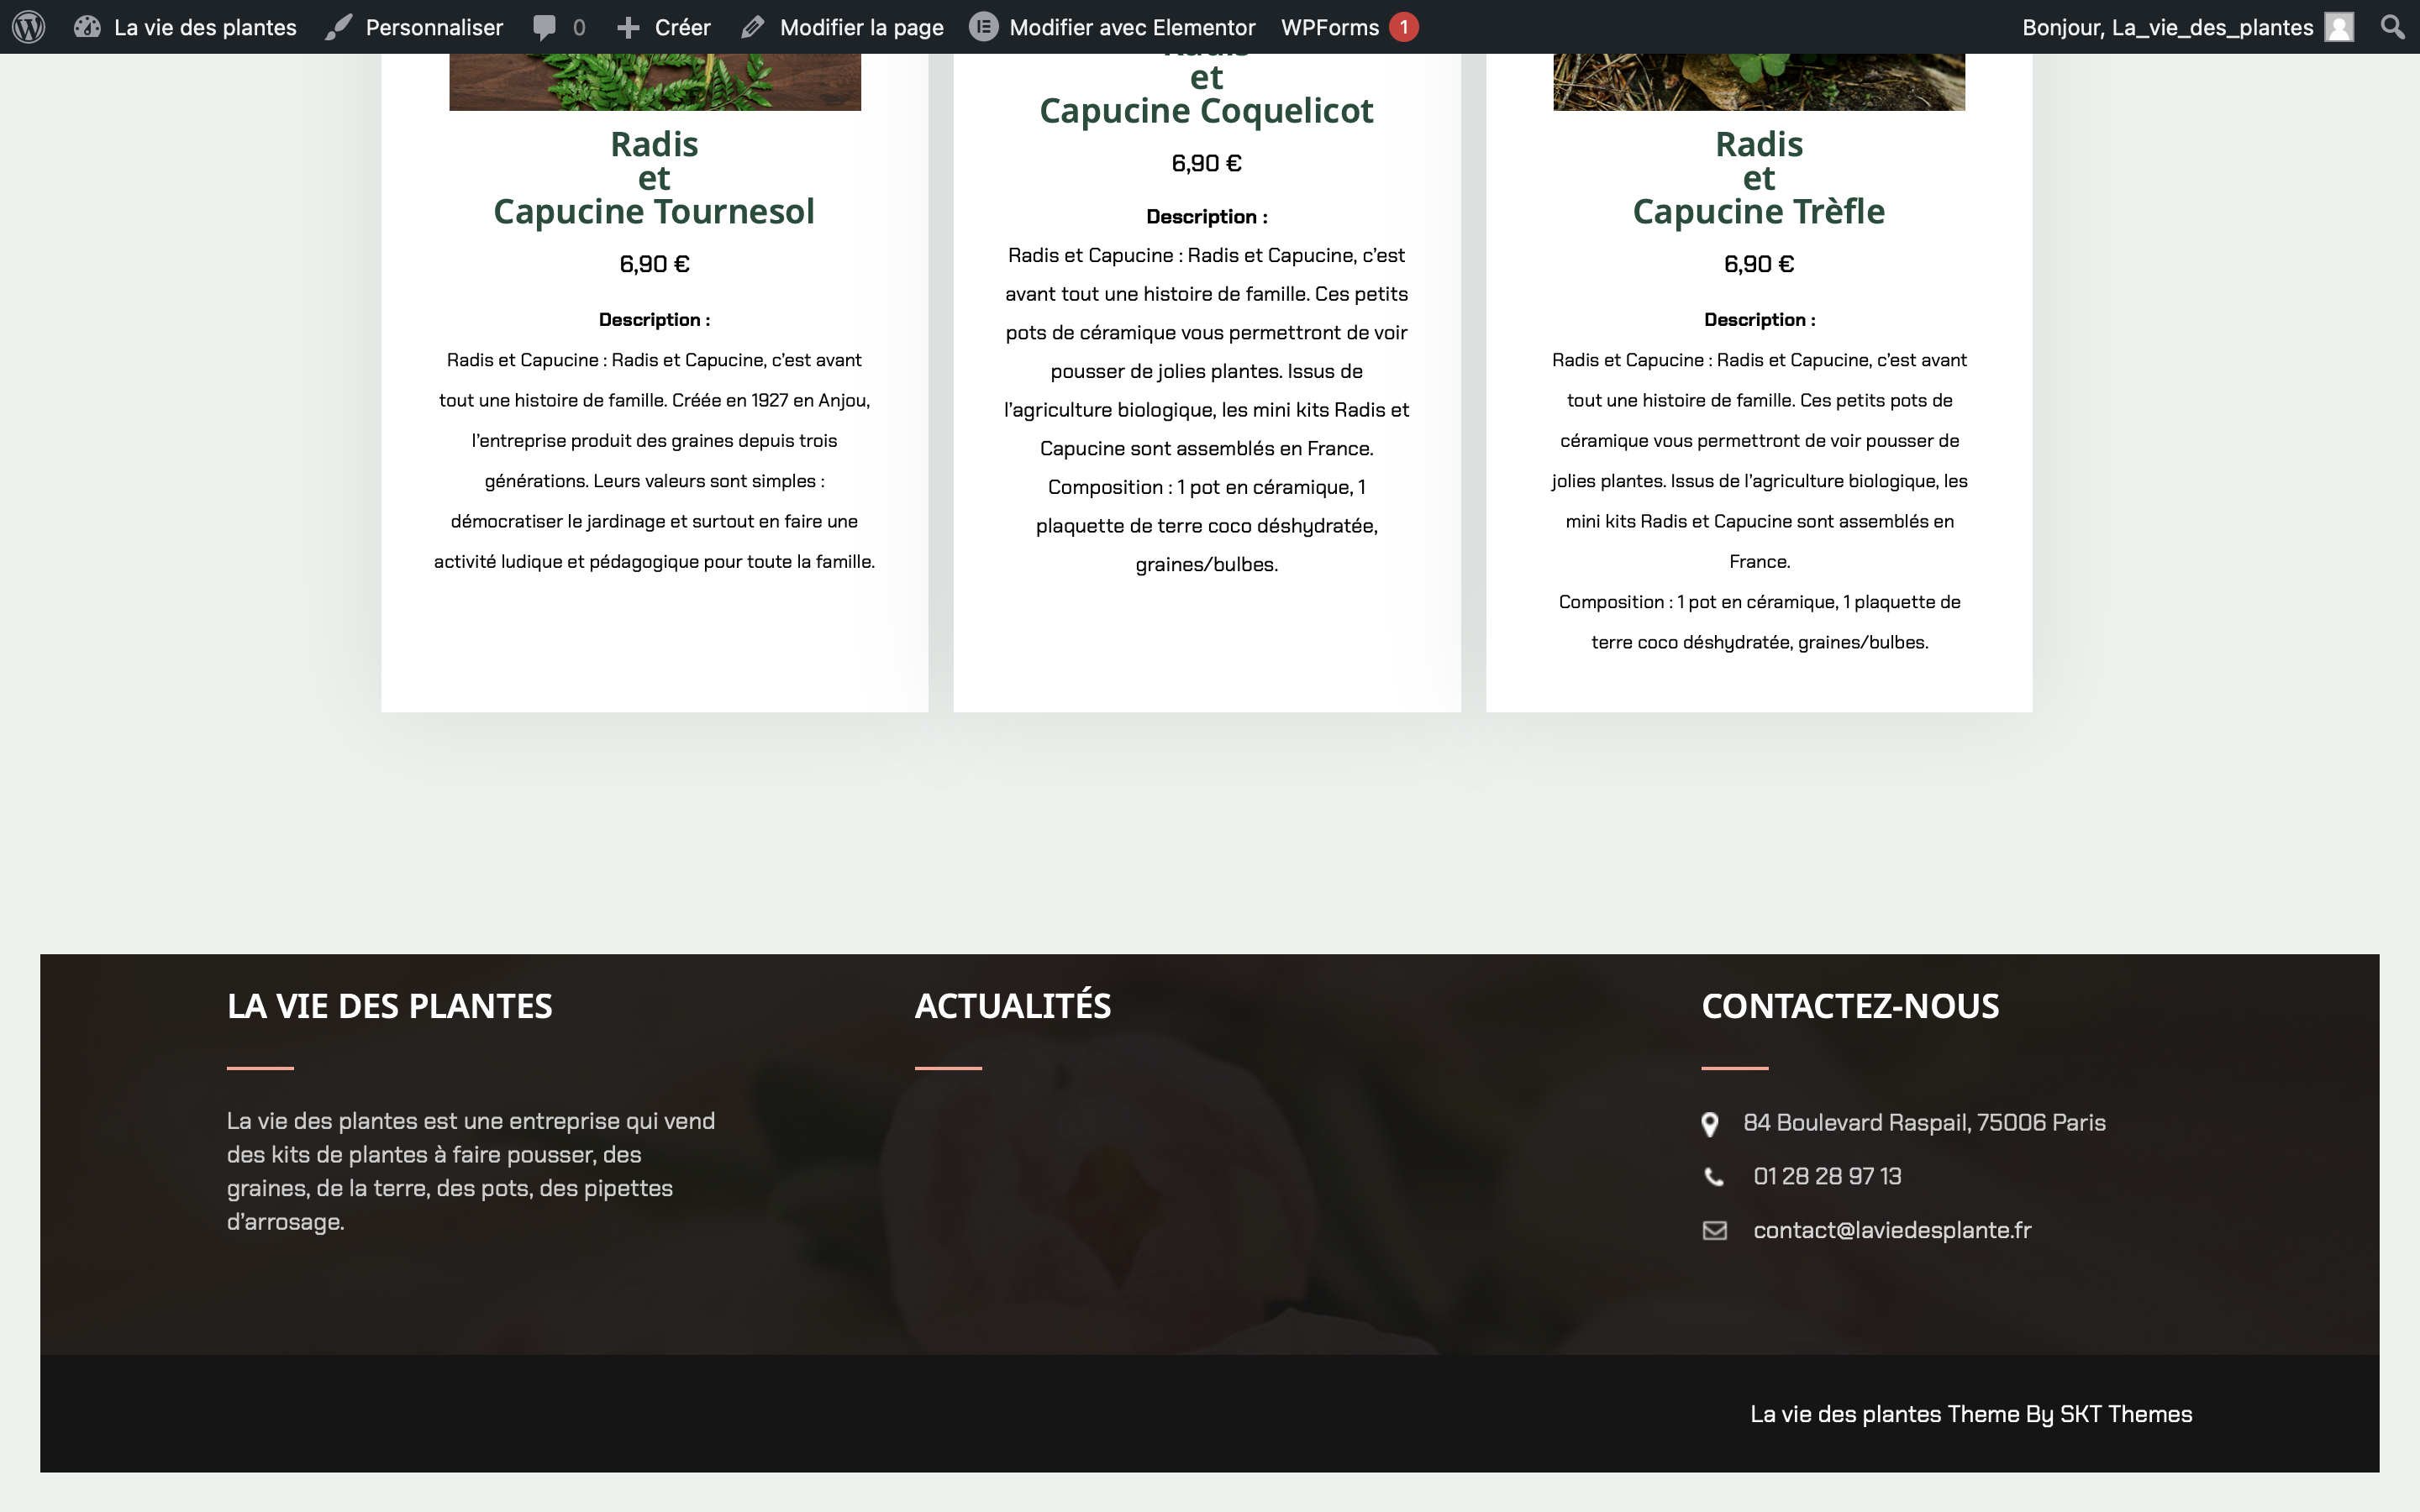 La vie des plantes Personnaliser 0 Créer Modifier la page Modifier avec Elementor WPForms 1 Bonjour, La_vie_des_plantes
Radis
et
Capucine Tournesol
6,90 €
Description :
Radis et Capucine : Radis et Capucine, c'est avant
tout une histoire de famille. Créée en 1927 en Anjou,
l'entreprise produit des graines depuis trois
générations. Leurs valeurs sont simples :
démocratiser le jardinage et surtout en faire une
activité ludique et pédagogique pour toute la famille.
Radis
et
Capucine Coquelicot
6,90 €
Description :
Radis et Capucine : Radis et Capucine, c'est
avant tout une histoire de famille. Ces petits
pots de céramique vous permettront de voir
pousser de jolies plantes. Issus de
l'agriculture biologique, les mini kits Radis et
Capucine sont assemblés en France.
Composition : 1 pot en céramique, 1
plaquette de terre coco déshydratée,
graines/bulbes.
Radis
et
Capucine Trèfle
6,90 €
Description :
Radis et Capucine : Radis et Capucine, c'est avant
tout une histoire de famille. Ces petits pots de
céramique vous permettront de voir pousser de
jolies plantes. Issus de l'agriculture biologique, les
mini kits Radis et Capucine sont assemblés en
France.
Composition : 1 pot en céramique, 1 plaquette de
terre coco déshydratée, graines/bulbes.
LA VIE DES PLANTES
La vie des plantes est une entreprise qui vend
des kits de plantes à faire pousser, des
graines, de la terre, des pots, des pipettes
d'arrosage.
ACTUALITÉS
CONTACTEZ-NOUS
84 Boulevard Raspail, 75006 Paris
01 28 28 97 13
contact@laviedesplante.fr
La vie des plantes Theme By SKT Themes